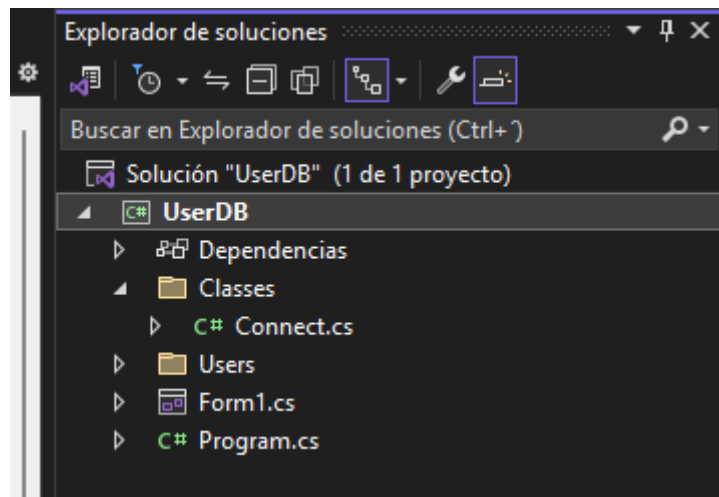 Explorador de soluciones
Buscar en Explorador de soluciones (Ctrl+´)
Solución "UserDB" (1 de 1 proyecto)
C# UserDB
Dependencias
Classes
C# Connect.cs
Users
Form1.cs
C# Program.cs